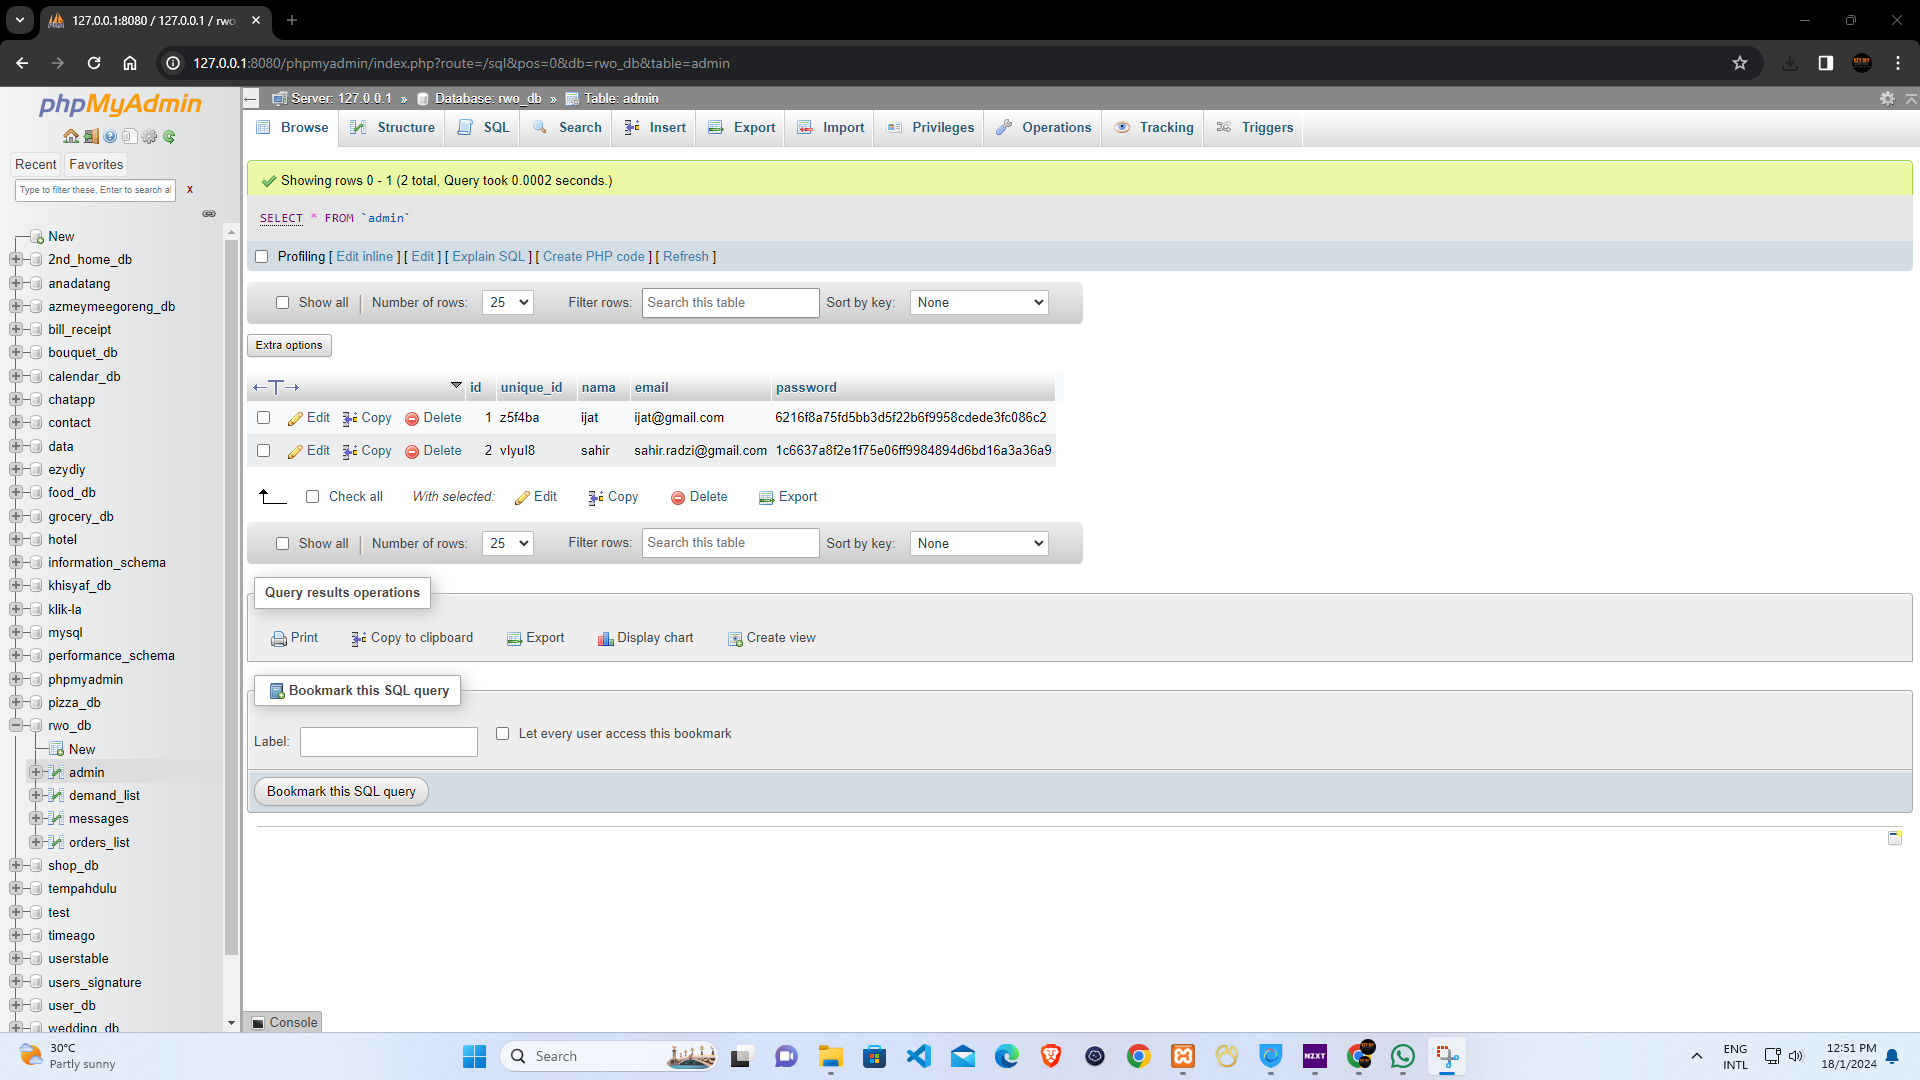 127.0.0.1:8080 / 127.0.0.1 / rwo
127.0.0.1:8080/phpmyadmin/index.php?route=/sql&pos=0&db=rwo_db&table=admin
phpMyAdmin
Recent Favorites
Type to filter these, Enter to search al x
New
2nd_home_db
anadatang
azmeymeegoreng_db
bill_receipt
bouquet_db
calendar_db
chatapp
contact
data
ezydiy
food_db
grocery_db
hotel
information_schema
khisyaf_db
klik-la
mysql
performance_schema
phpmyadmin
pizza_db
rwo_db
New
admin
demand_list
messages
orders_list
shop_db
tempahdulu
test
timeago
userstable
users_signature
user_db
wedding_db
Server: 127.0.0.1 » Database: rwo_db » Table: admin
Browse Structure SQL Search Insert Export Import Privileges Operations Tracking Triggers
Showing rows 0 - 1 (2 total, Query took 0.0002 seconds.)
SELECT * FROM `admin`
Profiling [ Edit inline ] [ Edit ] [ Explain SQL ] [ Create PHP code ] [ Refresh ]
Show all | Number of rows: 25 Filter rows: Search this table Sort by key: None
Extra options
←T→ id unique_id nama email password
Edit Copy Delete 1 z5f4ba ijat ijat@gmail.com 6216f8a75fd5bb3d5f22b6f9958cdede3fc086c2
Edit Copy Delete 2 vlyul8 sahir sahir.radzi@gmail.com 1c6637a8f2e1f75e06ff9984894d6bd16a3a36a9
Check all With selected: Edit Copy Delete Export
Show all | Number of rows: 25 Filter rows: Search this table Sort by key: None
Query results operations
Print Copy to clipboard Export Display chart Create view
Bookmark this SQL query
Label: Let every user access this bookmark
Bookmark this SQL query
Console
30°C
Partly sunny
Search
NZXT
ENG
INTL
12:51 PM
18/1/2024